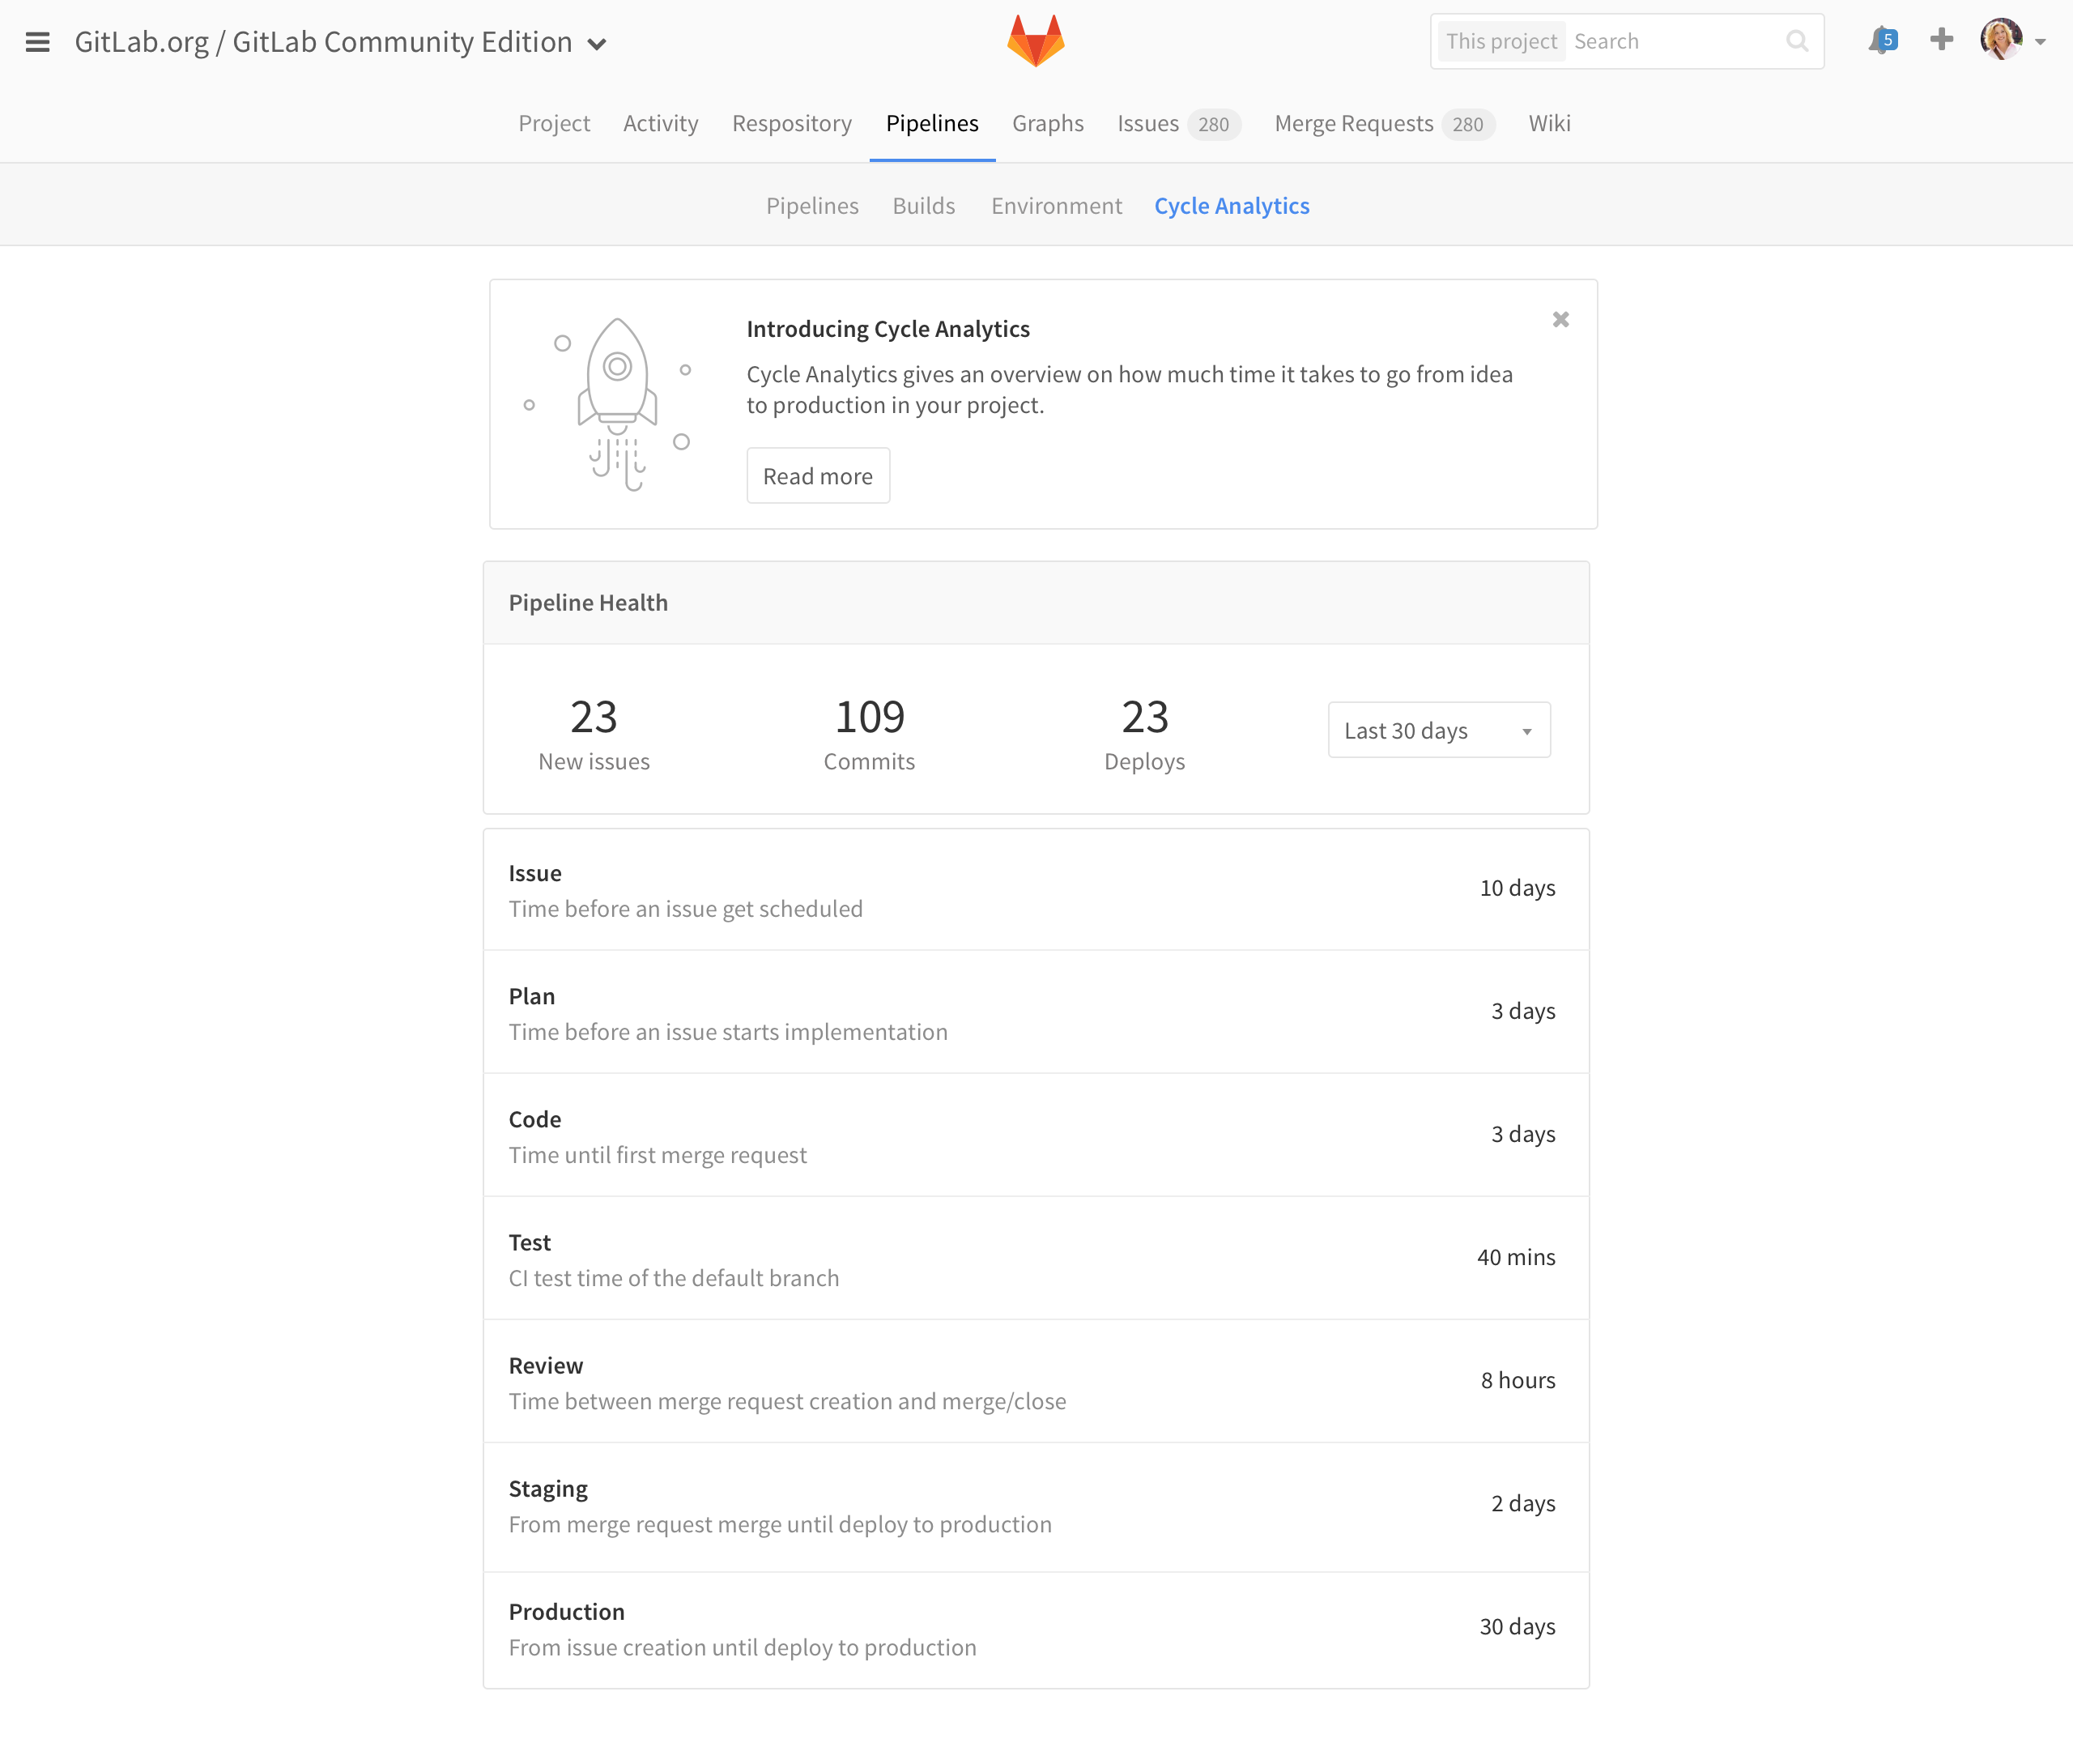 GitLab.org / GitLab Community Edition
This project Search
5
Project Activity Respository Pipelines Graphs Issues 280 Merge Requests 280 Wiki
Pipelines Builds Environment Cycle Analytics
Introducing Cycle Analytics
Cycle Analytics gives an overview on how much time it takes to go from idea
to production in your project.
Read more
Pipeline Health
23 109 23
New issues Commits Deploys
Last 30 days
Issue
Time before an issue get scheduled
10 days
Plan
Time before an issue starts implementation
3 days
Code
Time until first merge request
3 days
Test
CI test time of the default branch
40 mins
Review
Time between merge request creation and merge/close
8 hours
Staging
From merge request merge until deploy to production
2 days
Production
From issue creation until deploy to production
30 days